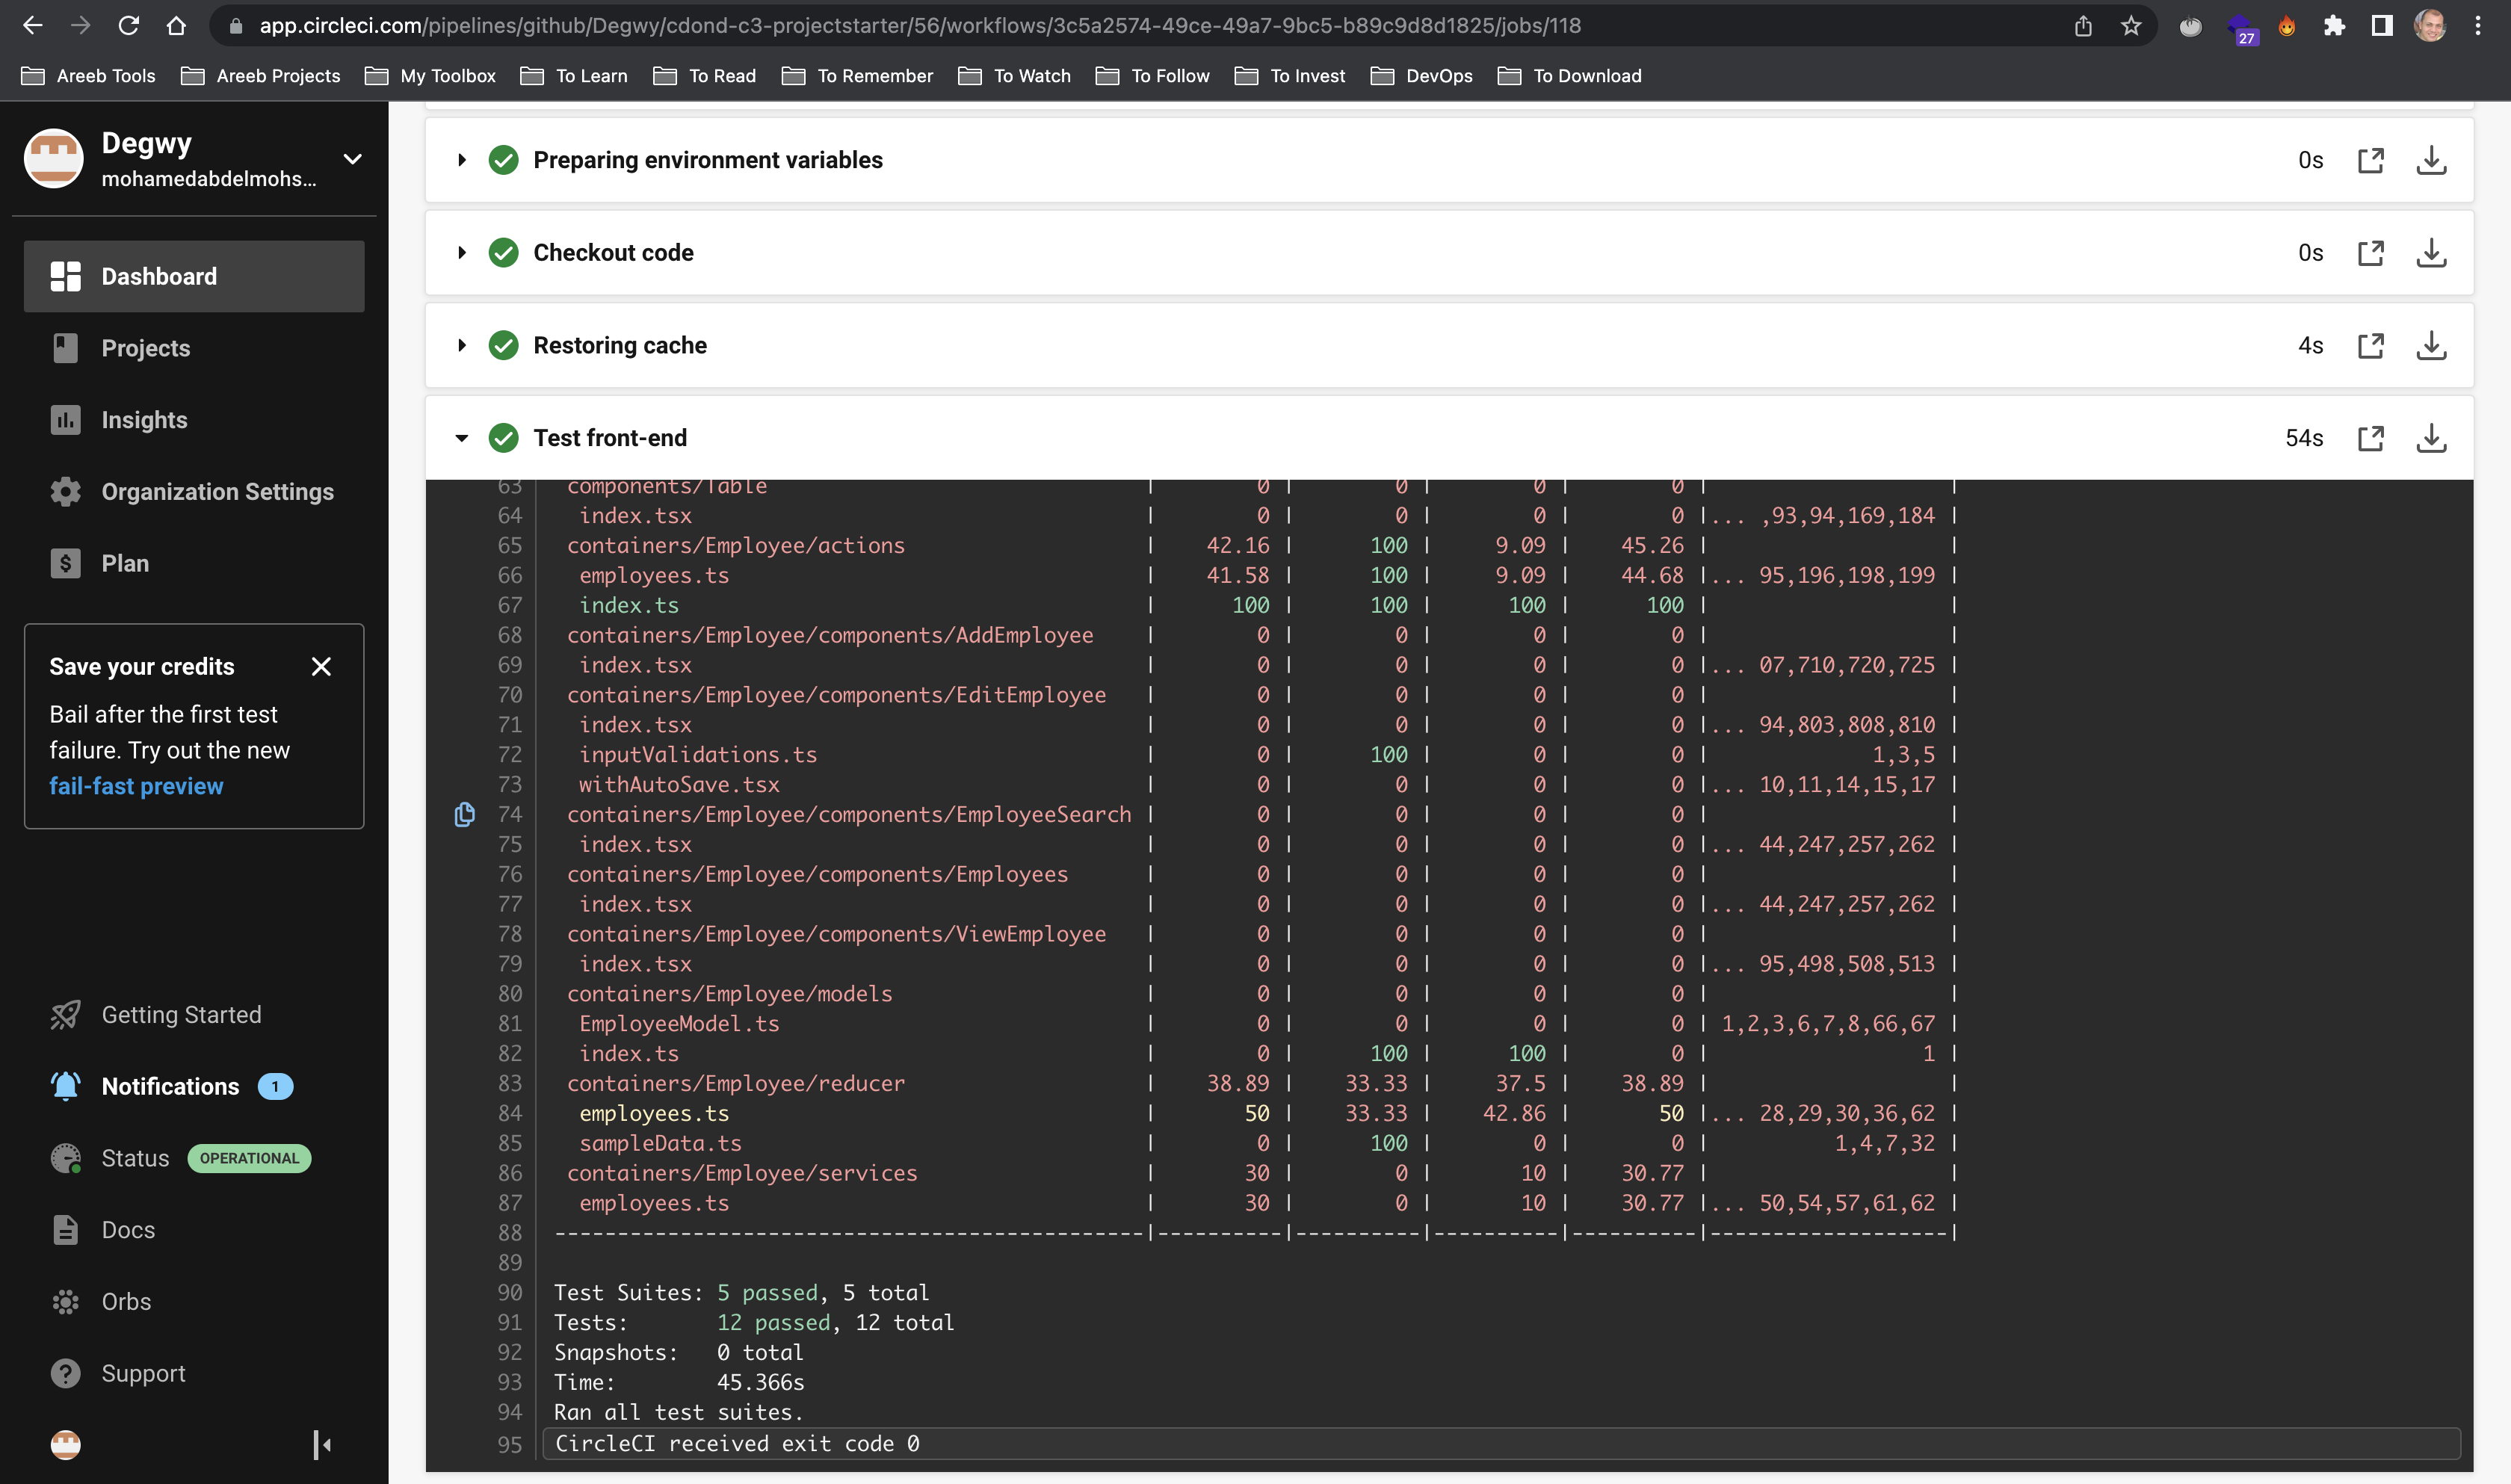 app.circleci.com/pipelines/github/Degwy/cdond-c3-projectstarter/56/workflows/3c5a2574-49ce-49a7-9bc5-b89c9d8d1825/jobs/118
27
Areeb Tools Areeb Projects My Toolbox To Learn To Read To Remember To Watch To Follow To Invest DevOps To Download
Degwy
mohamedabdelmohs...
Dashboard
Projects
Insights
Organization Settings
Plan
Save your credits
Bail after the first test
failure. Try out the new
fail-fast preview
Getting Started
Notifications 1
Status OPERATIONAL
Docs
Orbs
Support
Preparing environment variables 0s
Checkout code 0s
Restoring cache 4s
Test front-end 54s
63 components/Table | 0 | 0 | 0 | 0 | |
64 index.tsx | 0 | 0 | 0 | 0 |... ,93,94,169,184 |
65 containers/Employee/actions | 42.16 | 100 | 9.09 | 45.26 | |
66 employees.ts | 41.58 | 100 | 9.09 | 44.68 |... 95,196,198,199 |
67 index.ts | 100 | 100 | 100 | 100 | |
68 containers/Employee/components/AddEmployee | 0 | 0 | 0 | 0 | |
69 index.tsx | 0 | 0 | 0 | 0 |... 07,710,720,725 |
70 containers/Employee/components/EditEmployee | 0 | 0 | 0 | 0 | |
71 index.tsx | 0 | 0 | 0 | 0 |... 94,803,808,810 |
72 inputValidations.ts | 0 | 100 | 0 | 0 | 1,3,5 |
73 withAutoSave.tsx | 0 | 0 | 0 | 0 |... 10,11,14,15,17 |
74 containers/Employee/components/EmployeeSearch | 0 | 0 | 0 | 0 | |
75 index.tsx | 0 | 0 | 0 | 0 |... 44,247,257,262 |
76 containers/Employee/components/Employees | 0 | 0 | 0 | 0 | |
77 index.tsx | 0 | 0 | 0 | 0 |... 44,247,257,262 |
78 containers/Employee/components/ViewEmployee | 0 | 0 | 0 | 0 | |
79 index.tsx | 0 | 0 | 0 | 0 |... 95,498,508,513 |
80 containers/Employee/models | 0 | 0 | 0 | 0 | |
81 EmployeeModel.ts | 0 | 0 | 0 | 0 | 1,2,3,6,7,8,66,67 |
82 index.ts | 0 | 100 | 100 | 0 | 1 |
83 containers/Employee/reducer | 38.89 | 33.33 | 37.5 | 38.89 | |
84 employees.ts | 50 | 33.33 | 42.86 | 50 |... 28,29,30,36,62 |
85 sampleData.ts | 0 | 100 | 0 | 0 | 1,4,7,32 |
86 containers/Employee/services | 30 | 0 | 10 | 30.77 | |
87 employees.ts | 30 | 0 | 10 | 30.77 |... 50,54,57,61,62 |
88 -----------------------------------------------|----------|----------|----------|----------|-------------------|
89
90 Test Suites: 5 passed, 5 total
91 Tests: 12 passed, 12 total
92 Snapshots: 0 total
93 Time: 45.366s
94 Ran all test suites.
95 CircleCI received exit code 0